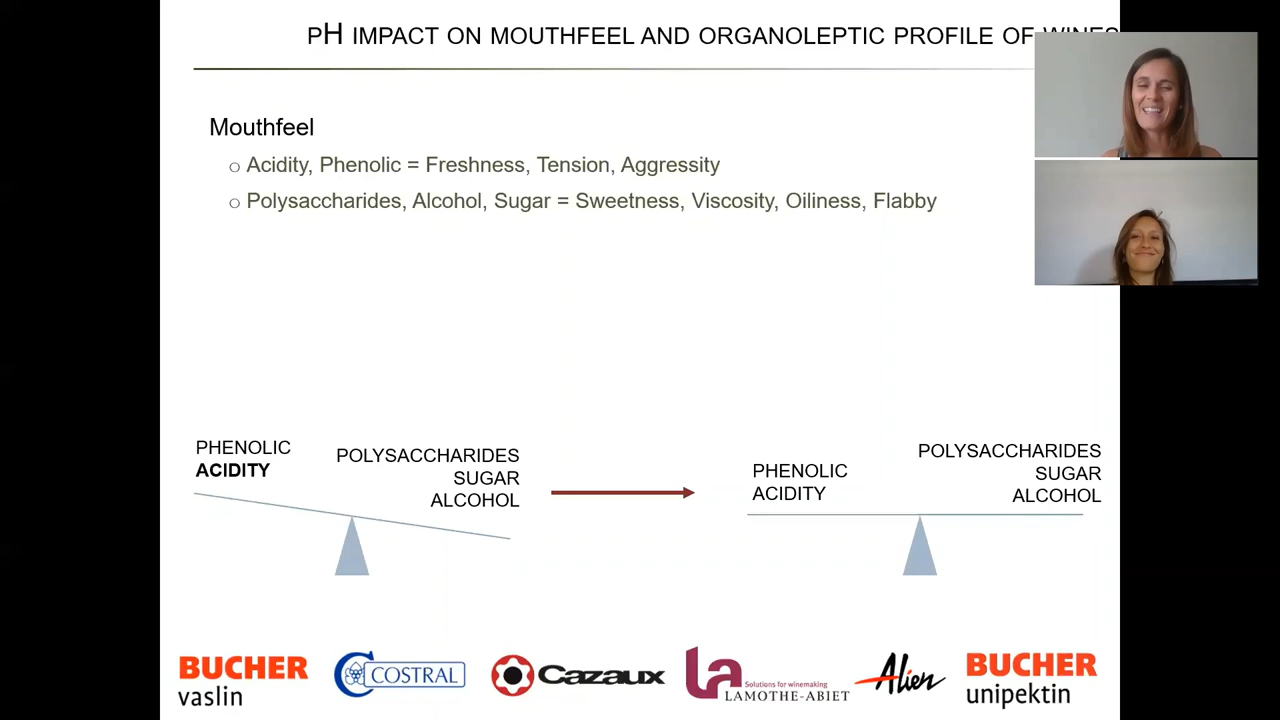 PH IMPACT ON MOUTHFEEL AND ORGANOLEPTIC PROFILE OF WINES
Mouthfeel
○ Acidity, Phenolic = Freshness, Tension, Aggressity
○ Polysaccharides, Alcohol, Sugar = Sweetness, Viscosity, Oiliness, Flabby
PHENOLIC
ACIDITY
POLYSACCHARIDES
SUGAR
ALCOHOL
PHENOLIC
ACIDITY
POLYSACCHARIDES
SUGAR
ALCOHOL
BUCHER
vaslin
COSTRAL
Cazaux
la
Solutions for winemaking
LAMOTHE-ABIET
Alien
BUCHER
unipektin